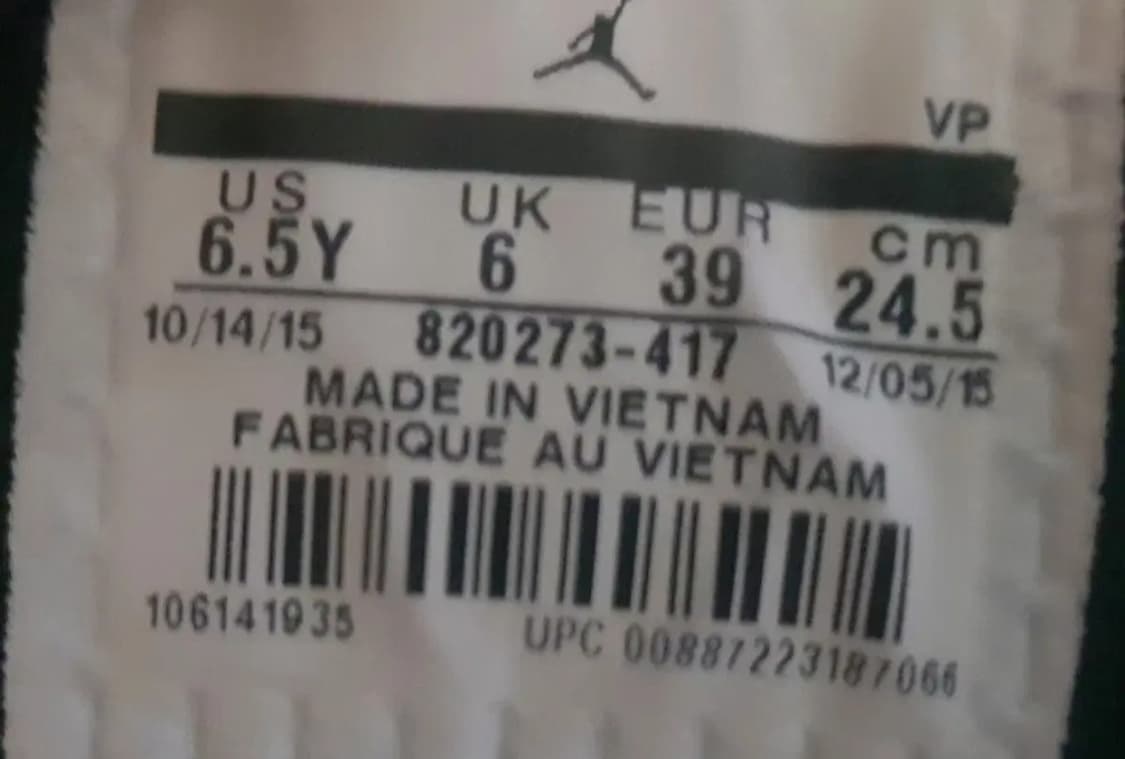 VP
US UK EUR cm
6.5Y 6 39 24.5
10/14/15 820273-417 12/05/15
MADE IN VIETNAM
FABRIQUE AU VIETNAM
106141935 UPC 00887223187066